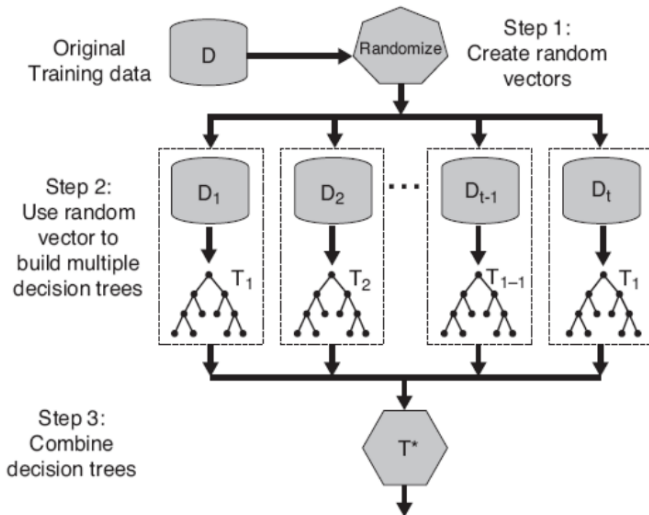 Original
Training data
D
Randomize
Step 1:
Create random
vectors
Step 2:
Use random
vector to
build multiple
decision trees
D1
D2
...
Dt-1
Dt
T1
T2
T1–1
T1
Step 3:
Combine
decision trees
T*